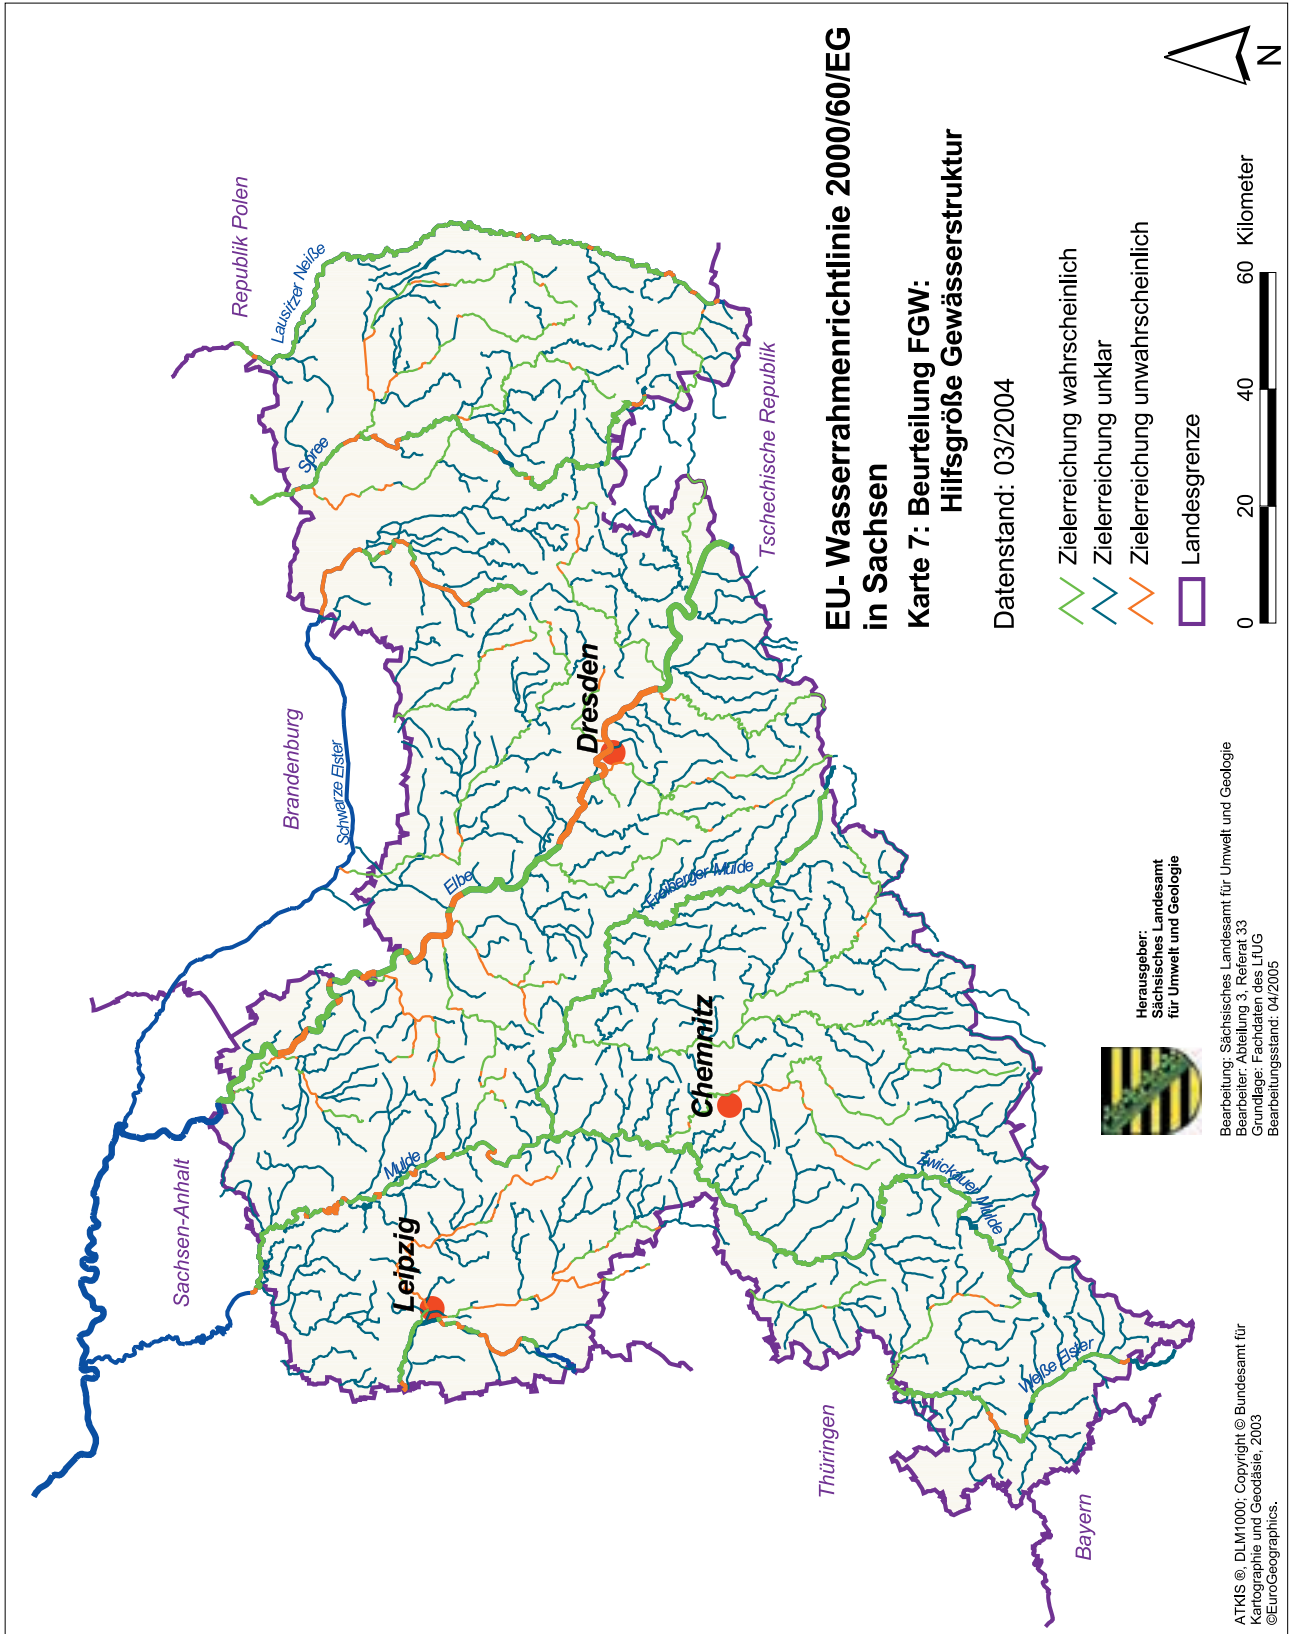 EU- Wasserrahmenrichtlinie 2000/60/EG
in Sachsen
Karte 7: Beurteilung FGW:
Hilfsgröße Gewässerstruktur
Datenstand: 03/2004
Zielerreichung wahrscheinlich
Zielerreichung unklar
Zielerreichung unwahrscheinlich
Landesgrenze
0 20 40 60 Kilometer
N
Republik Polen
Lausitzer Neiße
Spree
Brandenburg
Schwarze Elster
Elbe
Dresden
Tschechische Republik
Freiberger Mulde
Sachsen-Anhalt
Mulde
Leipzig
Chemnitz
Zwickauer Mulde
Weiße Elster
Thüringen
Bayern
Herausgeber:
Sächsisches Landesamt
für Umwelt und Geologie
Bearbeitung: Sächsisches Landesamt für Umwelt und Geologie
Bearbeiter: Abteilung 3, Referat 33
Grundlage: Fachdaten des LfUG
Bearbeitungsstand: 04/2005
ATKIS ®, DLM1000; Copyright © Bundesamt für
Kartographie und Geodäsie, 2003
©EuroGeographics.